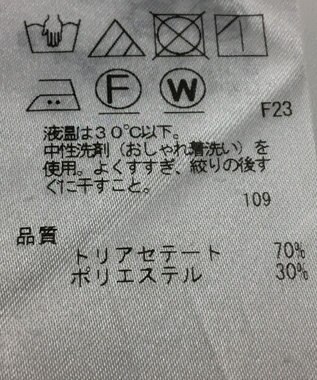 F W
F23
液温は30℃以下。
中性洗剤（おしゃれ着洗い）を
使用。よくすすぎ、絞りの後す
ぐに干すこと。
109
品質
トリアセテート 70%
ポリエステル 30%